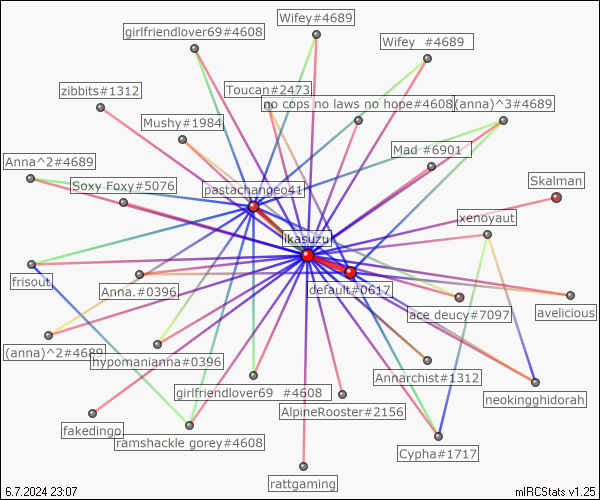 Wifey#4689
girlfriendlover69#4608
Wifey  #4689
zibbits#1312
Toucan#2473
no cops no laws no hope#4608
(anna)^3#4689
Mushy#1984
Mad #6901
Anna^2#4689
Soxy Foxy#5076
pastachangeo41
Skalman
xenoyaut
ikasuzu
frisout
Anna.#0396
default#0617
ace deucy#7097
avelicious
(anna)^2#4689
hypomanianna#0396
Annarchist#1312
girlfriendlover69  #4608
neokingghidorah
AlpineRooster#2156
fakedingo
ramshackle gorey#4608
Cypha#1717
rattgaming
6.7.2024 23:07
mIRCStats v1.25